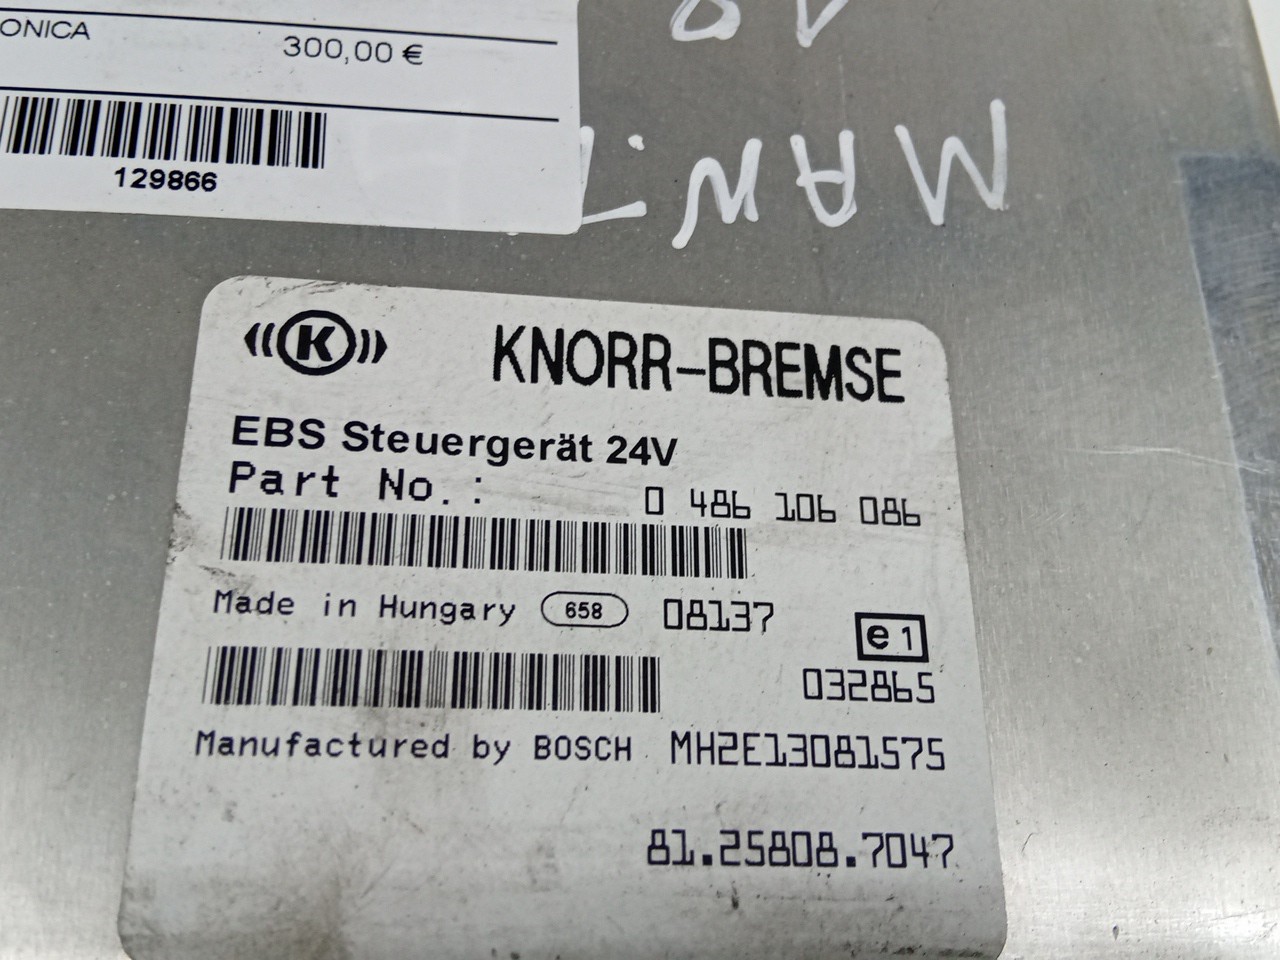 ONICA
300,00 €
129866
MAN
K
KNORR-BREMSE
EBS Steuergerät 24V
Part No.: 0 486 106 086
Made in Hungary 658 08137
e1
032865
Manufactured by BOSCH MH2E13081575
81.25808.7047